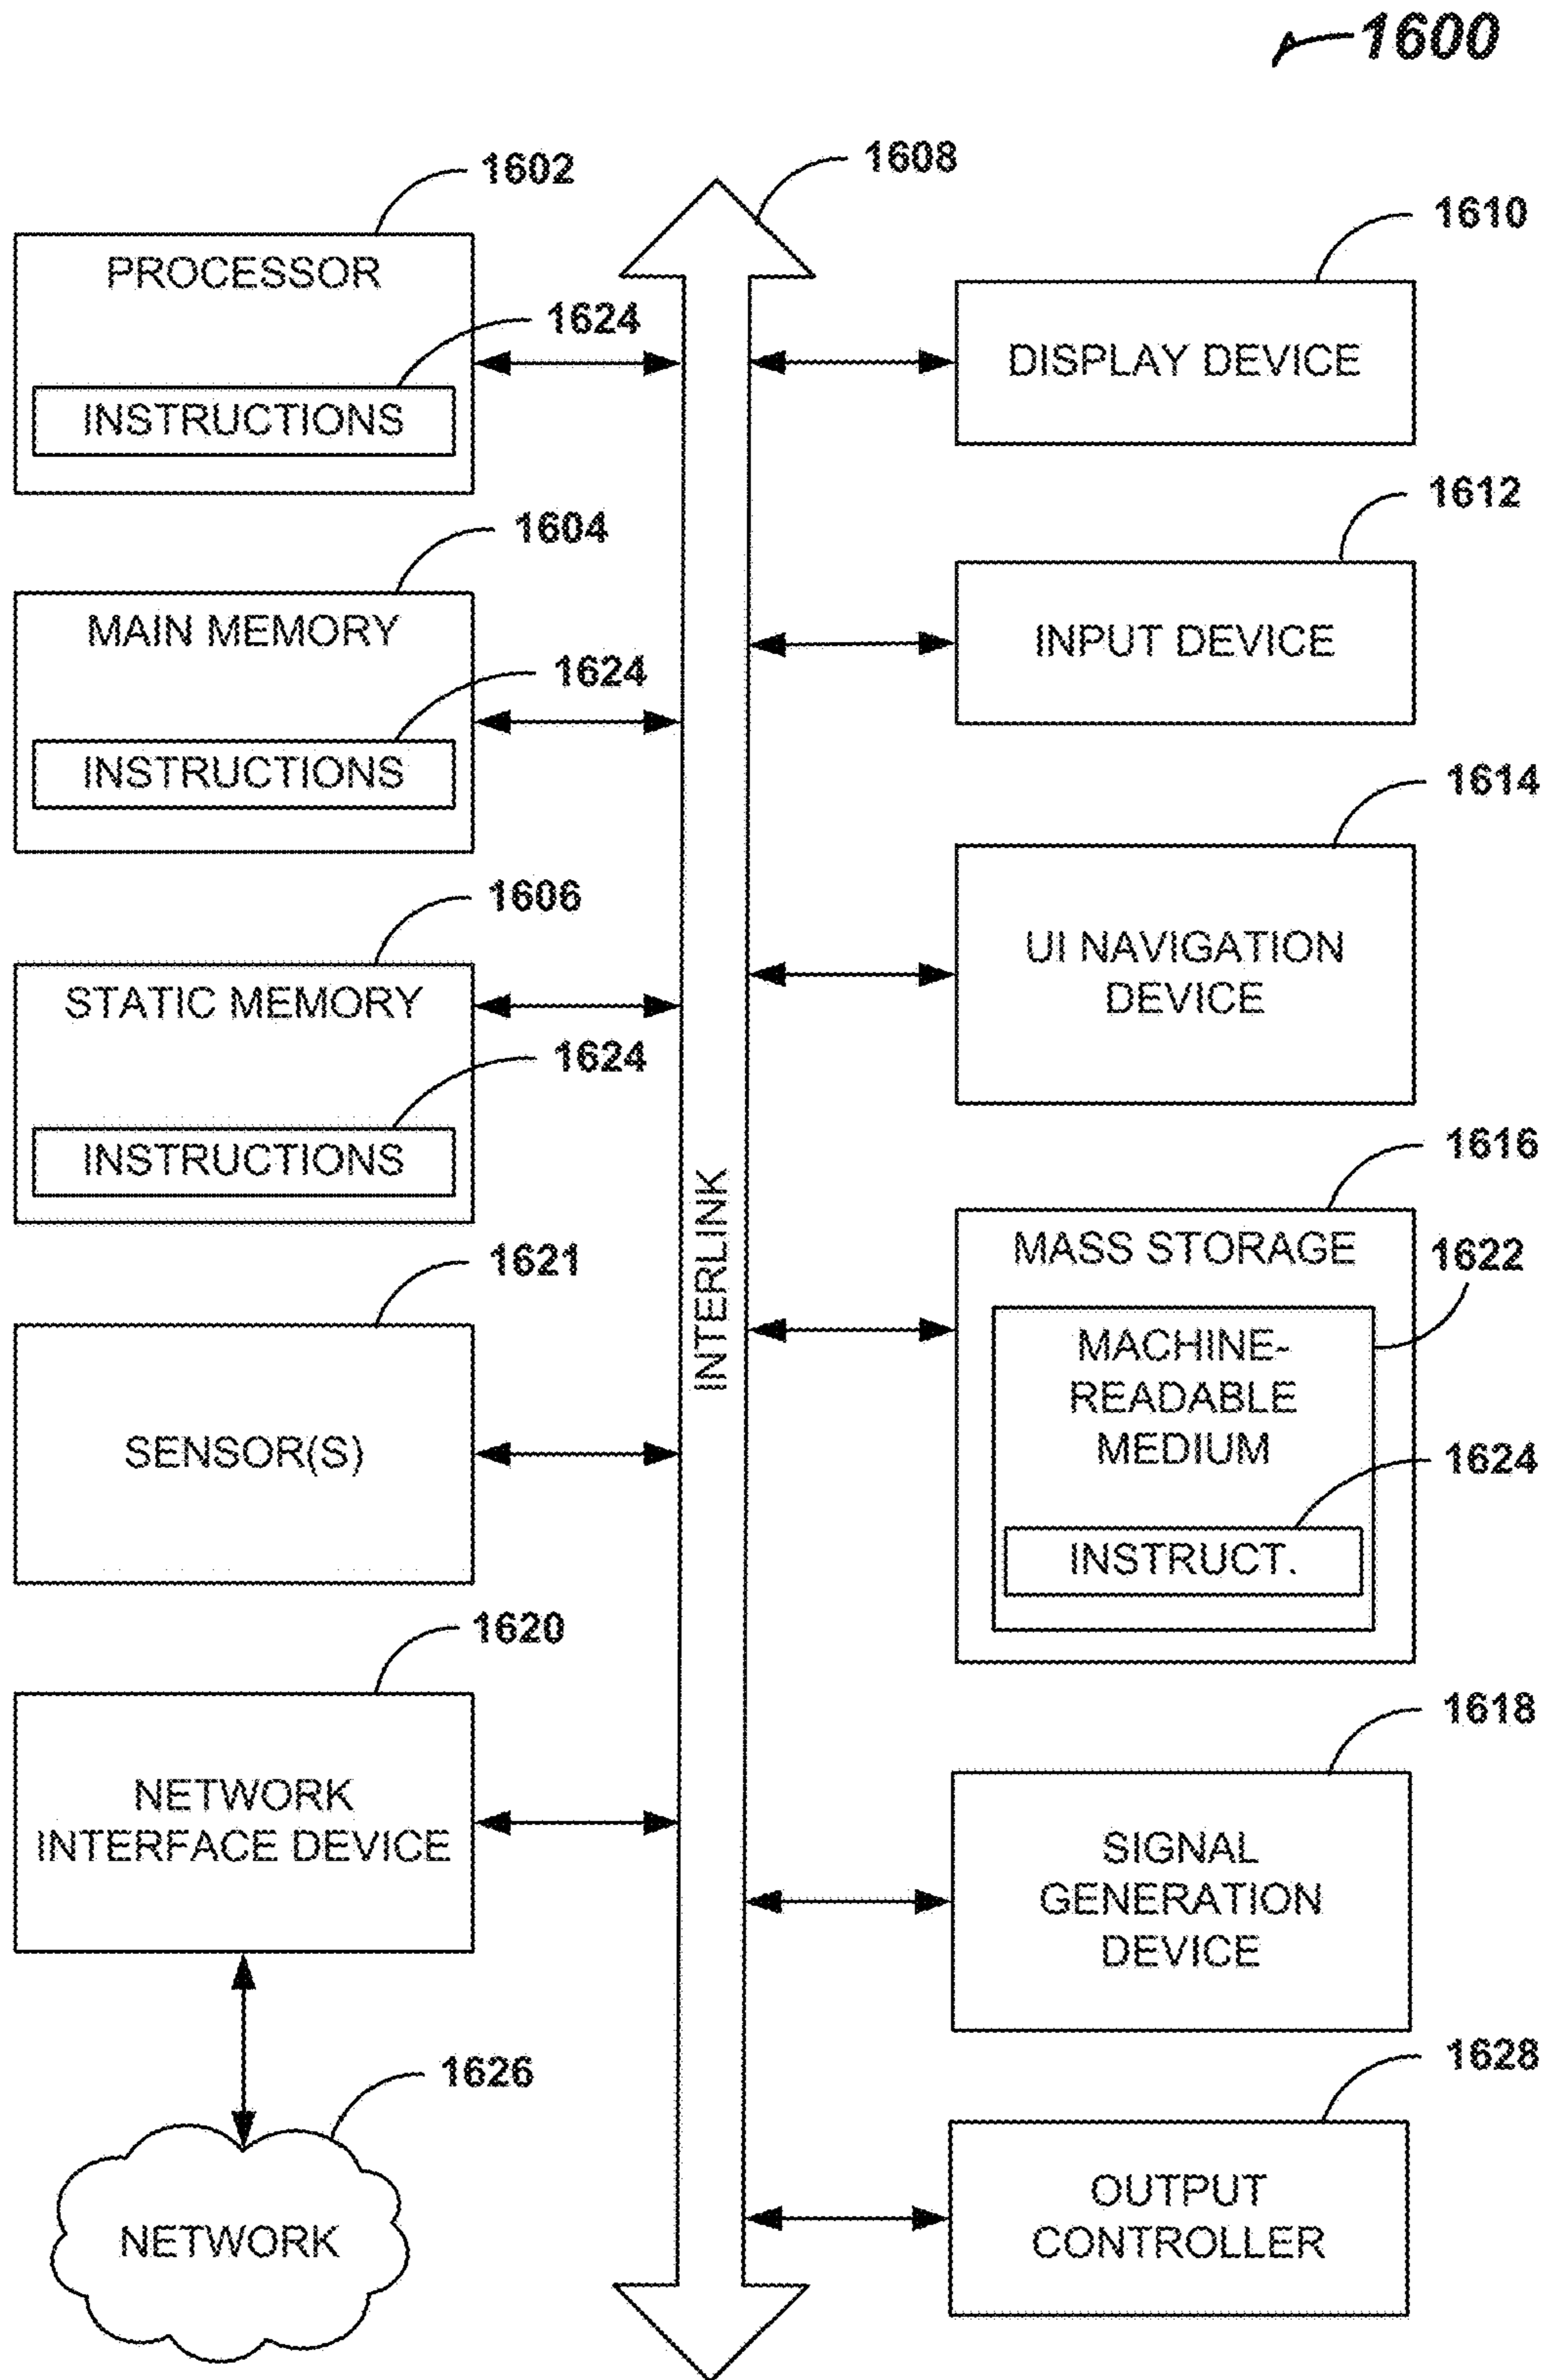 1600
1608
1602
PROCESSOR
1624
INSTRUCTIONS
1604
MAIN MEMORY
1624
INSTRUCTIONS
1606
STATIC MEMORY
1624
INSTRUCTIONS
1621
SENSOR(S)
1620
NETWORK
INTERFACE DEVICE
1626
NETWORK
INTERLINK
1610
DISPLAY DEVICE
1612
INPUT DEVICE
1614
UI NAVIGATION
DEVICE
1616
MASS STORAGE
1622
MACHINE-
READABLE
MEDIUM
1624
INSTRUCT.
1618
SIGNAL
GENERATION
DEVICE
1628
OUTPUT
CONTROLLER